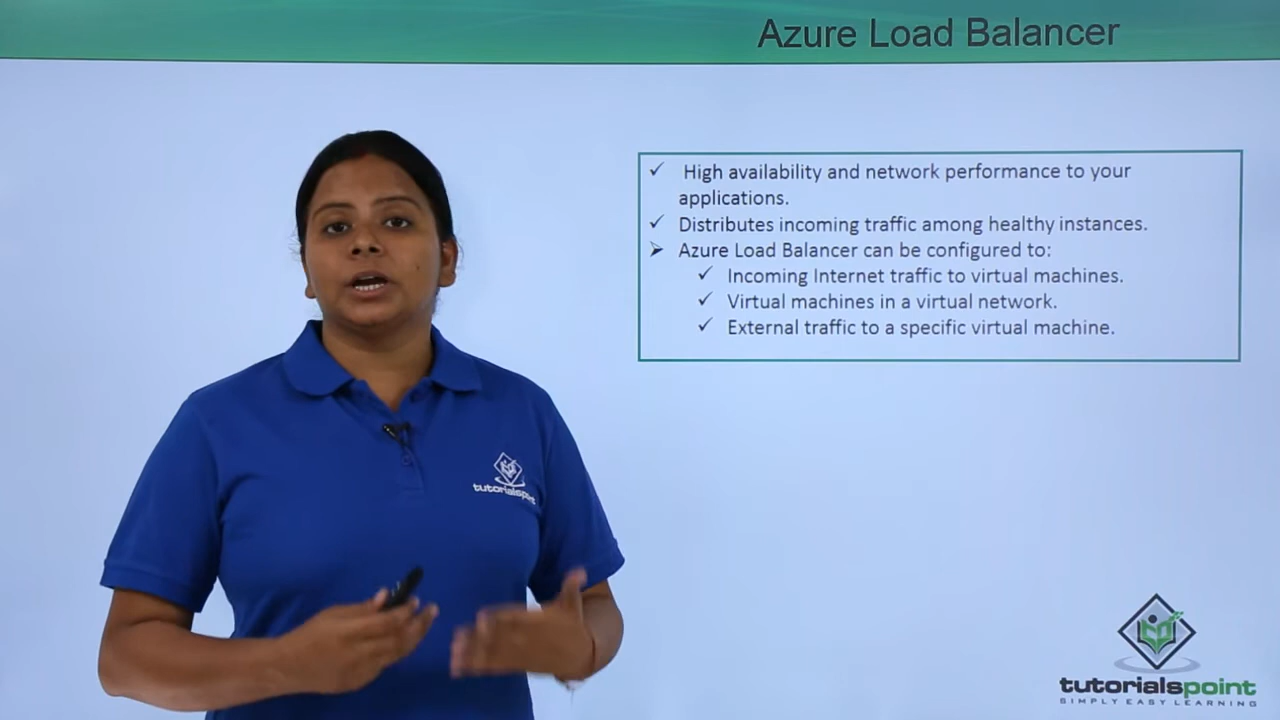 Azure Load Balancer
✓ High availability and network performance to your
applications.
✓ Distributes incoming traffic among healthy instances.
➢ Azure Load Balancer can be configured to:
✓ Incoming Internet traffic to virtual machines.
✓ Virtual machines in a virtual network.
✓ External traffic to a specific virtual machine.
tutorialspoint
tutorialspoint
SIMPLY EASY LEARNING